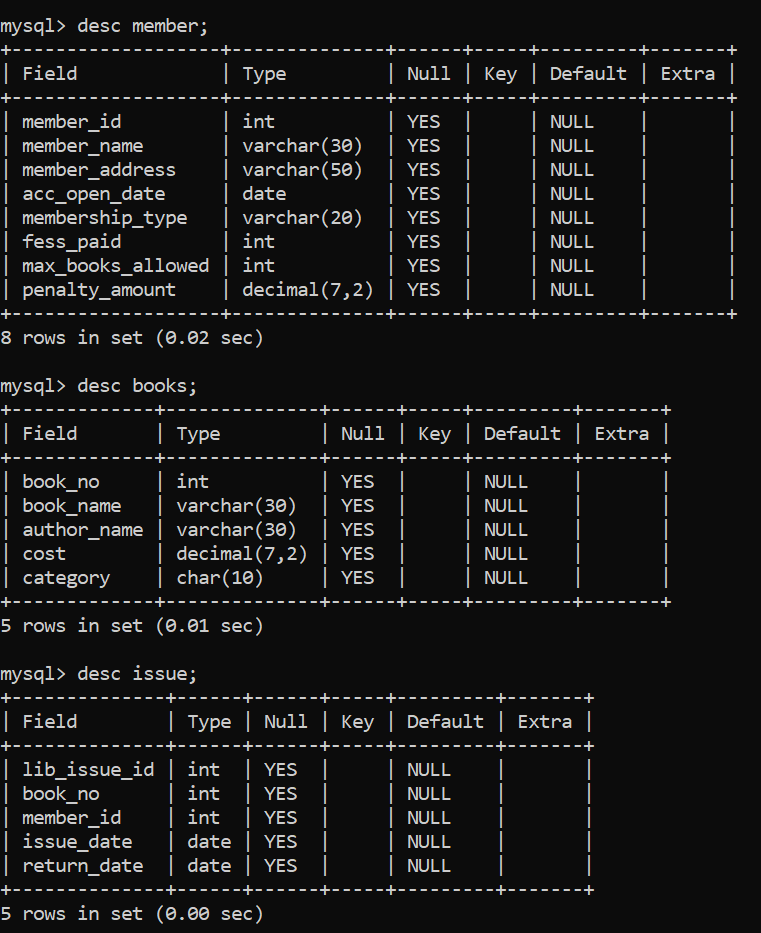 mysql> desc member;
+-------------------+--------------+------+-----+---------+-------+
| Field             | Type         | Null | Key | Default | Extra |
+-------------------+--------------+------+-----+---------+-------+
| member_id         | int          | YES  |     | NULL    |       |
| member_name       | varchar(30)  | YES  |     | NULL    |       |
| member_address    | varchar(50)  | YES  |     | NULL    |       |
| acc_open_date     | date         | YES  |     | NULL    |       |
| membership_type   | varchar(20)  | YES  |     | NULL    |       |
| fess_paid         | int          | YES  |     | NULL    |       |
| max_books_allowed | int          | YES  |     | NULL    |       |
| penalty_amount    | decimal(7,2) | YES  |     | NULL    |       |
+-------------------+--------------+------+-----+---------+-------+
8 rows in set (0.02 sec)

mysql> desc books;
+-------------+--------------+------+-----+---------+-------+
| Field       | Type         | Null | Key | Default | Extra |
+-------------+--------------+------+-----+---------+-------+
| book_no     | int          | YES  |     | NULL    |       |
| book_name   | varchar(30)  | YES  |     | NULL    |       |
| author_name | varchar(30)  | YES  |     | NULL    |       |
| cost        | decimal(7,2) | YES  |     | NULL    |       |
| category    | char(10)     | YES  |     | NULL    |       |
+-------------+--------------+------+-----+---------+-------+
5 rows in set (0.01 sec)

mysql> desc issue;
+--------------+------+------+-----+---------+-------+
| Field        | Type | Null | Key | Default | Extra |
+--------------+------+------+-----+---------+-------+
| lib_issue_id | int  | YES  |     | NULL    |       |
| book_no      | int  | YES  |     | NULL    |       |
| member_id    | int  | YES  |     | NULL    |       |
| issue_date   | date | YES  |     | NULL    |       |
| return_date  | date | YES  |     | NULL    |       |
+--------------+------+------+-----+---------+-------+
5 rows in set (0.00 sec)